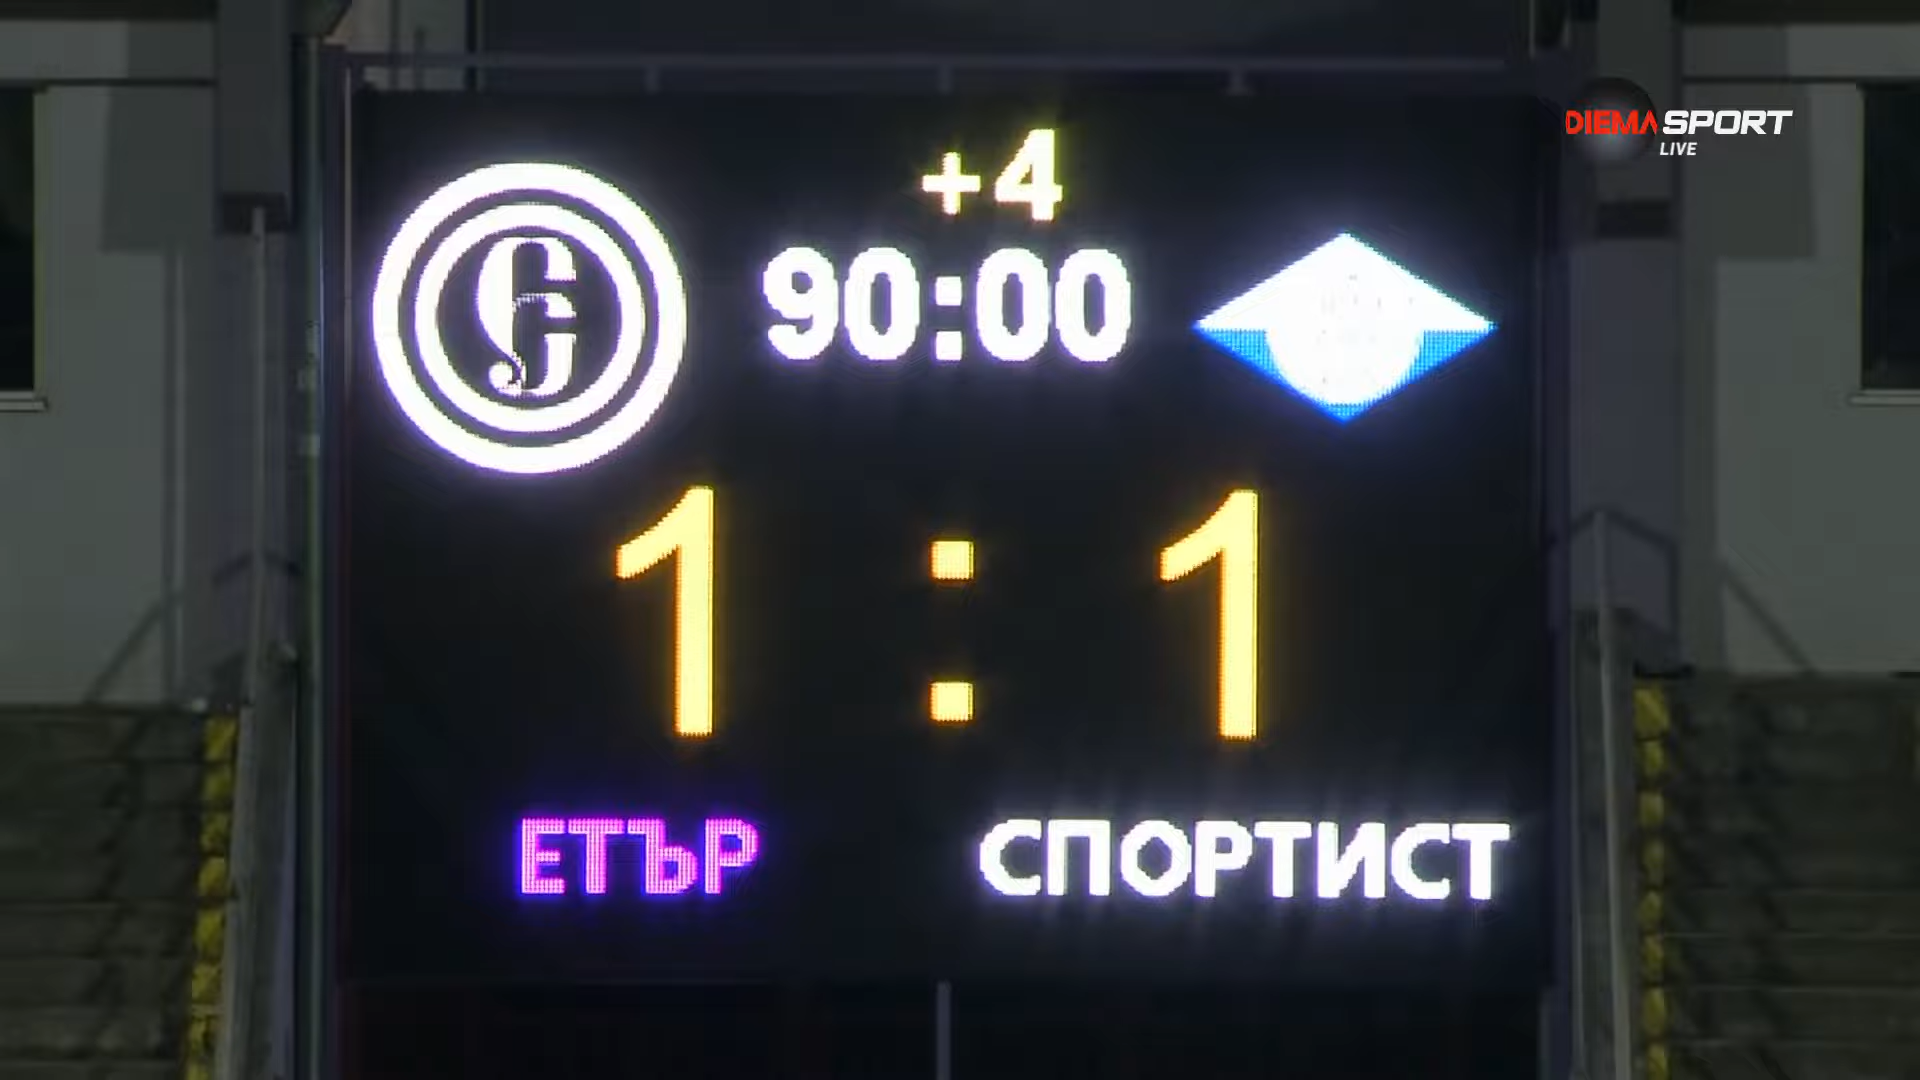 DIEMA SPORT
LIVE
+4
90:00
1 : 1
ЕТЪР
СПОРТИСТ